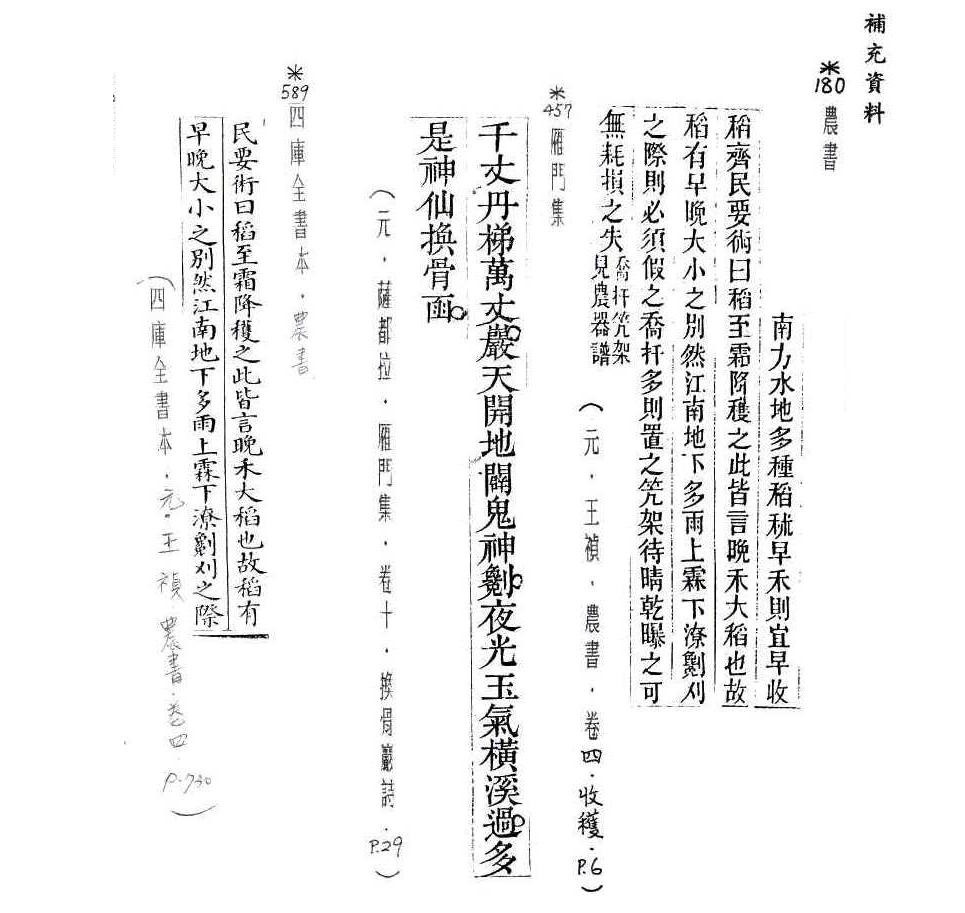 補充資料
*180 農書
南方水地多種稻秫早禾則宜早收
稻齊民要術曰稻至霜降穫之此皆言晚禾大稻也故
稻有早晚大小之別然江南地下多雨上霖下潦劖刈
之際則必須假之喬扦多則置之筅架待晴乾曝之可
無耗損之失喬扦筅架
見農器譜
(元.王禎.農書.卷四.收穫.P.6)
*457 雁門集
千丈丹梯萬丈巖天開地闢鬼神劖夜光玉氣橫溪過多
是神仙換骨函
(元.薩都拉.雁門集.卷十.換骨巖詩.P.29)
*589 四庫全書本.農書
民要術曰稻至霜降穫之此皆言晚禾大稻也故稻有
早晚大小之別然江南地下多雨上霖下潦劖刈之際
(四庫全書本.元.王禎農書.卷四.P.730)